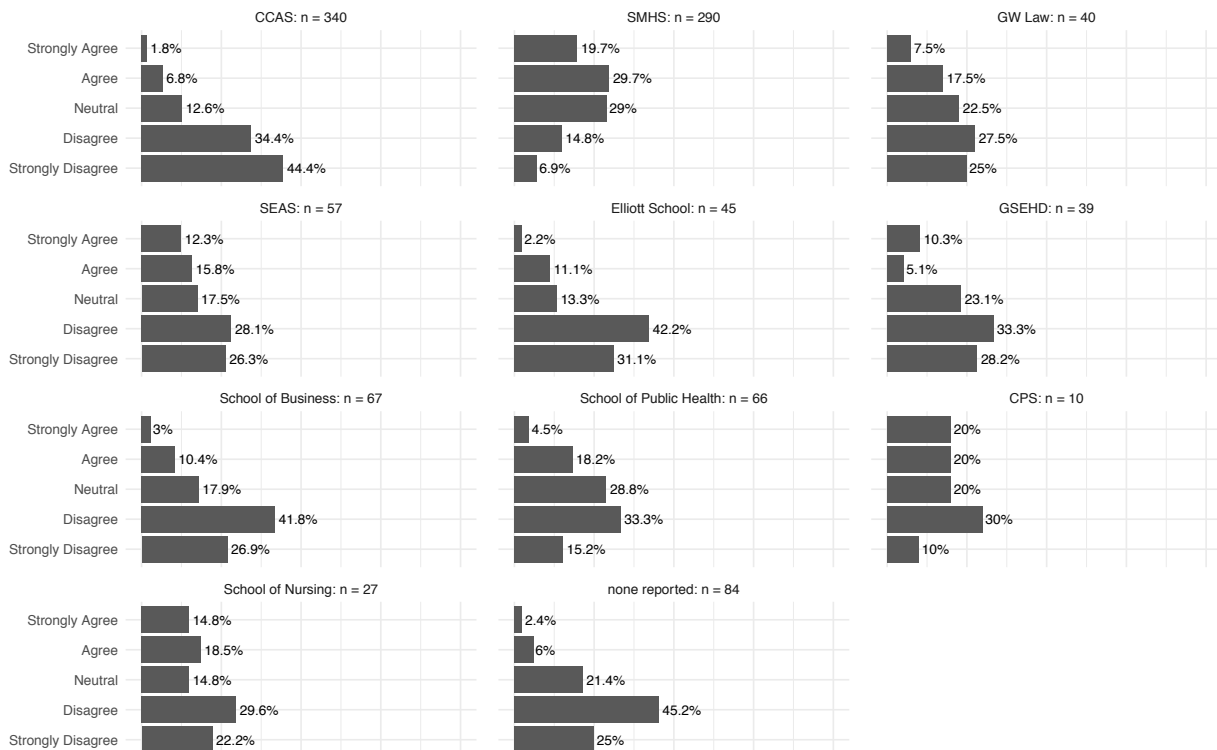 CCAS: n = 340
SMHS: n = 290
GW Law: n = 40
Strongly Agree 1.8% 19.7% 7.5%
Agree 6.8% 29.7% 17.5%
Neutral 12.6% 29% 22.5%
Disagree 34.4% 14.8% 27.5%
Strongly Disagree 44.4% 6.9% 25%
SEAS: n = 57
Elliott School: n = 45
GSEHD: n = 39
Strongly Agree 12.3% 2.2% 10.3%
Agree 15.8% 11.1% 5.1%
Neutral 17.5% 13.3% 23.1%
Disagree 28.1% 42.2% 33.3%
Strongly Disagree 26.3% 31.1% 28.2%
School of Business: n = 67
School of Public Health: n = 66
CPS: n = 10
Strongly Agree 3% 4.5% 20%
Agree 10.4% 18.2% 20%
Neutral 17.9% 28.8% 20%
Disagree 41.8% 33.3% 30%
Strongly Disagree 26.9% 15.2% 10%
School of Nursing: n = 27
none reported: n = 84
Strongly Agree 14.8% 2.4%
Agree 18.5% 6%
Neutral 14.8% 21.4%
Disagree 29.6% 45.2%
Strongly Disagree 22.2% 25%